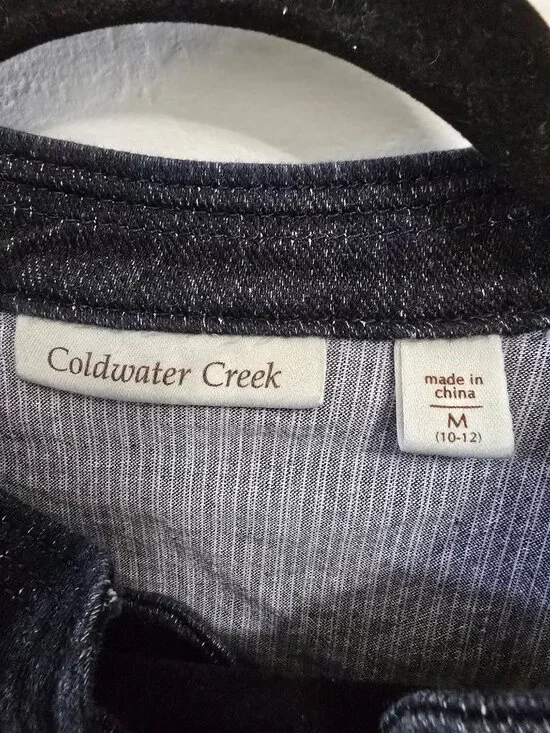 Coldwater Creek
made in
china
M
(10-12)